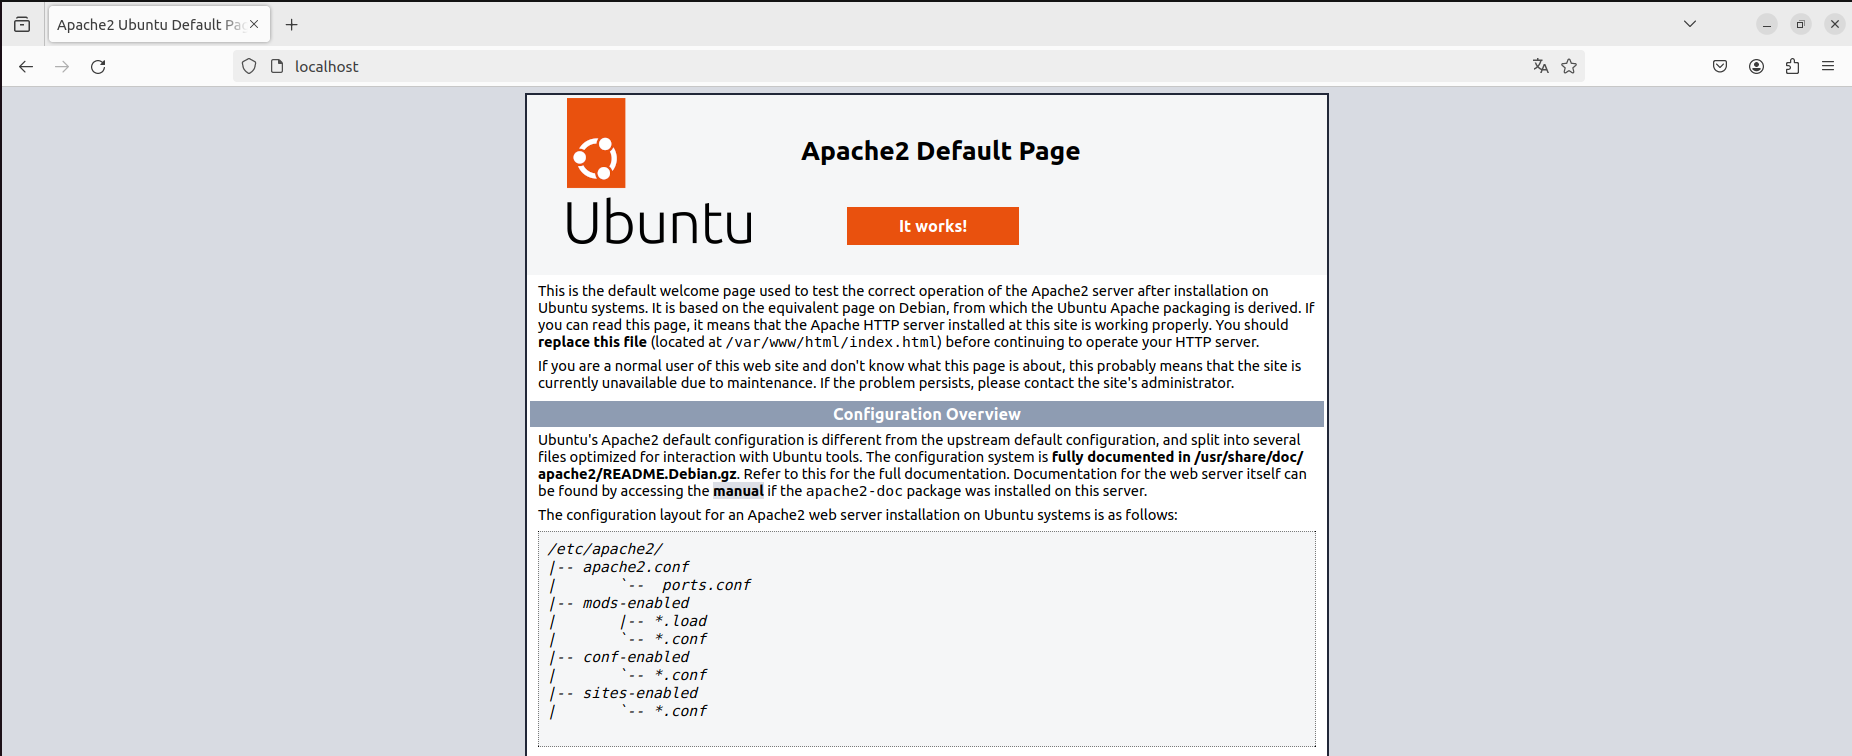 Apache2 Ubuntu Default Pa
localhost
Apache2 Default Page
Ubuntu
It works!
This is the default welcome page used to test the correct operation of the Apache2 server after installation on
Ubuntu systems. It is based on the equivalent page on Debian, from which the Ubuntu Apache packaging is derived. If
you can read this page, it means that the Apache HTTP server installed at this site is working properly. You should
replace this file (located at /var/www/html/index.html) before continuing to operate your HTTP server.
If you are a normal user of this web site and don't know what this page is about, this probably means that the site is
currently unavailable due to maintenance. If the problem persists, please contact the site's administrator.
Configuration Overview
Ubuntu's Apache2 default configuration is different from the upstream default configuration, and split into several
files optimized for interaction with Ubuntu tools. The configuration system is fully documented in /usr/share/doc/
apache2/README.Debian.gz. Refer to this for the full documentation. Documentation for the web server itself can
be found by accessing the manual if the apache2-doc package was installed on this server.
The configuration layout for an Apache2 web server installation on Ubuntu systems is as follows:
/etc/apache2/
|-- apache2.conf
|       `--  ports.conf
|-- mods-enabled
|       |-- *.load
|       `-- *.conf
|-- conf-enabled
|       `-- *.conf
|-- sites-enabled
|       `-- *.conf